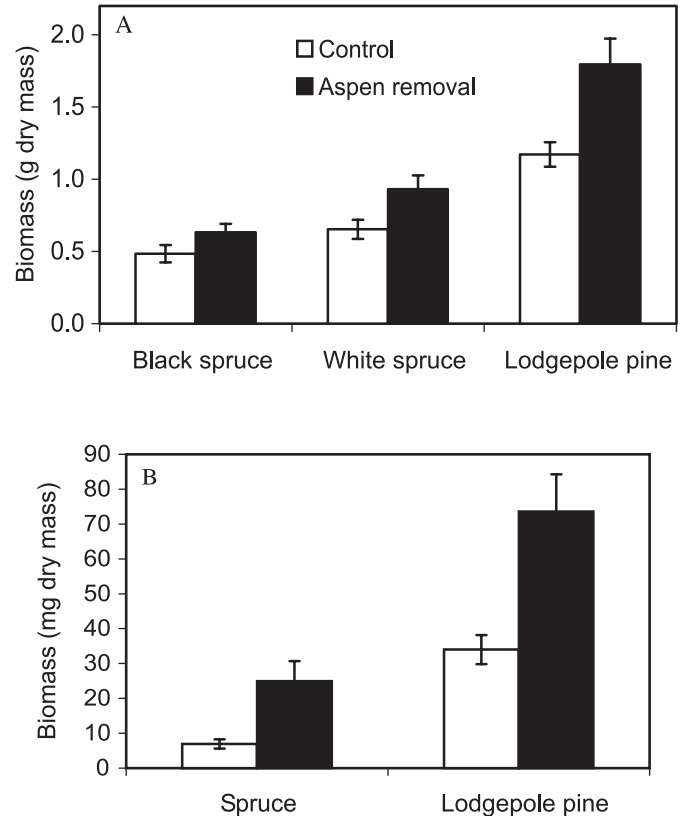 A
Control
Aspen removal
2.0
1.5
1.0
0.5
0.0
Biomass (g dry mass)
Black spruce White spruce Lodgepole pine
B
90
80
70
60
50
40
30
20
10
0
Biomass (mg dry mass)
Spruce Lodgepole pine